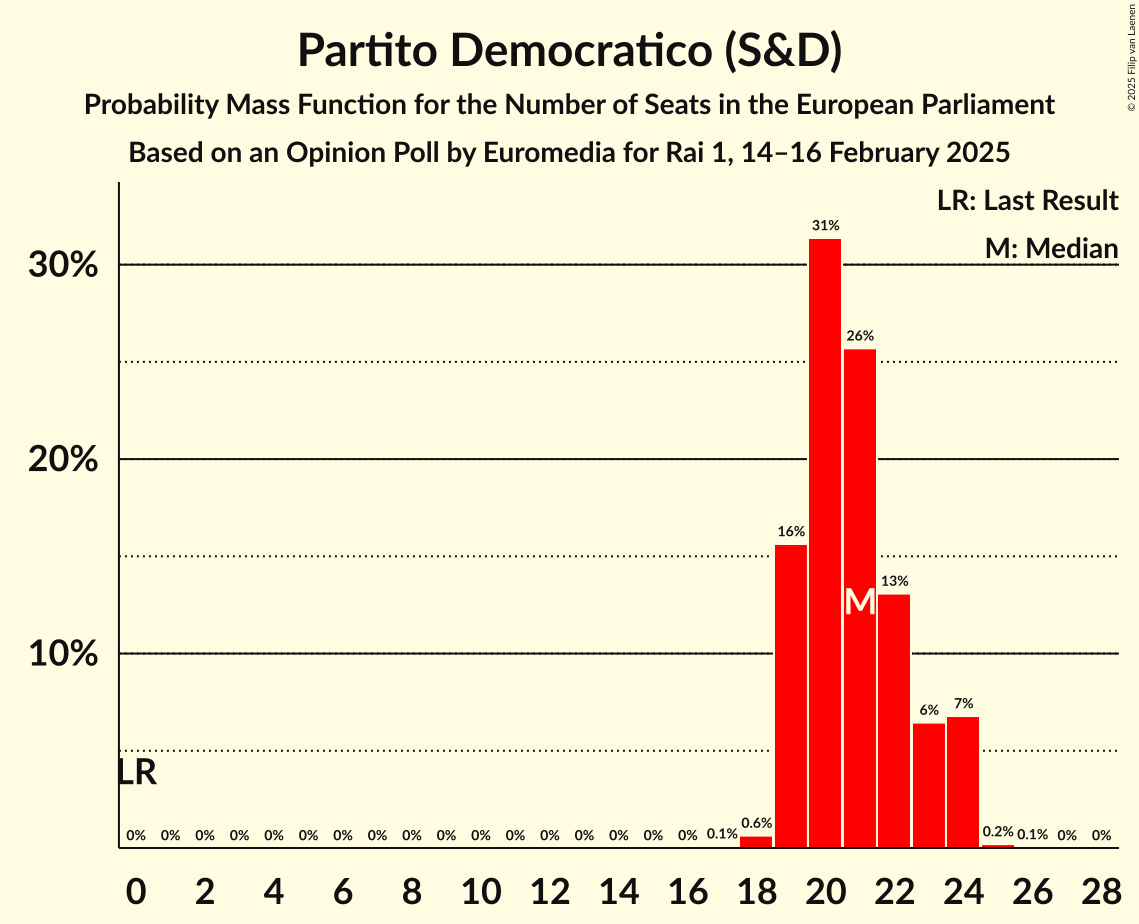 Partito Democratico (S&D)
Probability Mass Function for the Number of Seats in the European Parliament
Based on an Opinion Poll by Euromedia for Rai 1, 14–16 February 2025
© 2025 Filip van Laenen
LR: Last Result
M: Median
30%
20%
10%
31%
26%
16%
M
13%
7%
6%
LR
0% 0% 0% 0% 0% 0% 0% 0% 0% 0% 0% 0% 0% 0% 0% 0% 0% 0.1% 0.6% 0.2% 0.1% 0% 0%
0 2 4 6 8 10 12 14 16 18 20 22 24 26 28